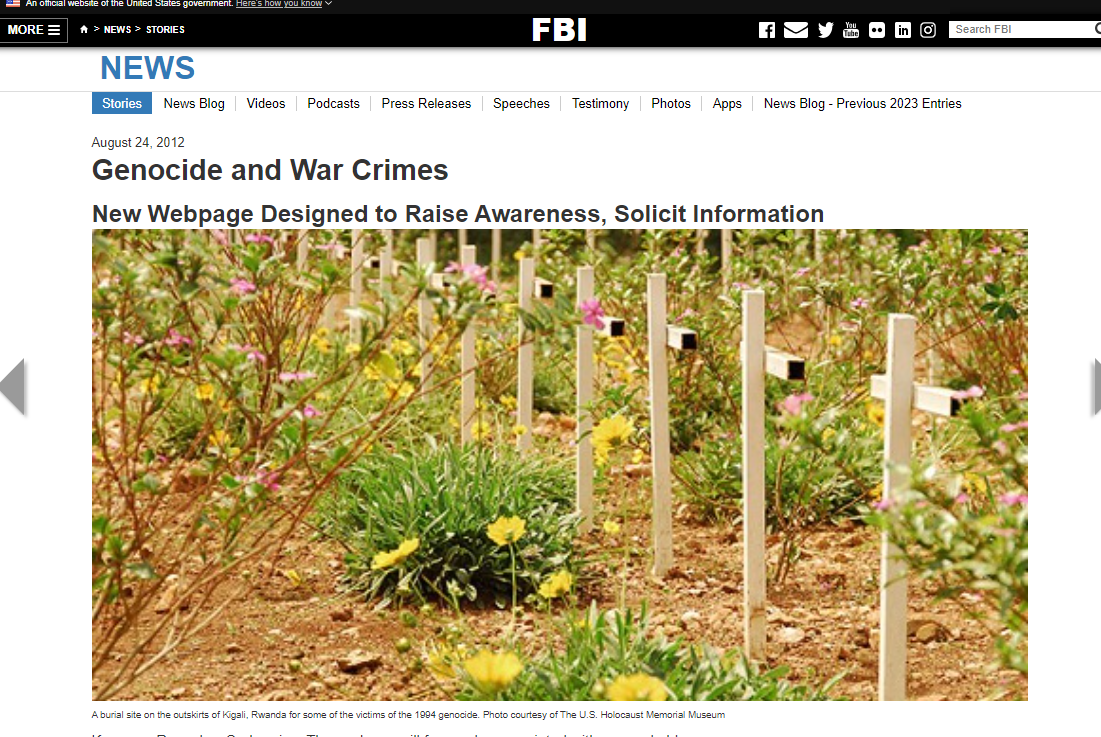 An official website of the United States government. Here's how you know
MORE > NEWS > STORIES FBI You Tube in Search FBI
NEWS
Stories News Blog Videos Podcasts Press Releases Speeches Testimony Photos Apps News Blog - Previous 2023 Entries
August 24, 2012
Genocide and War Crimes
New Webpage Designed to Raise Awareness, Solicit Information
A burial site on the outskirts of Kigali, Rwanda for some of the victims of the 1994 genocide. Photo courtesy of The U.S. Holocaust Memorial Museum